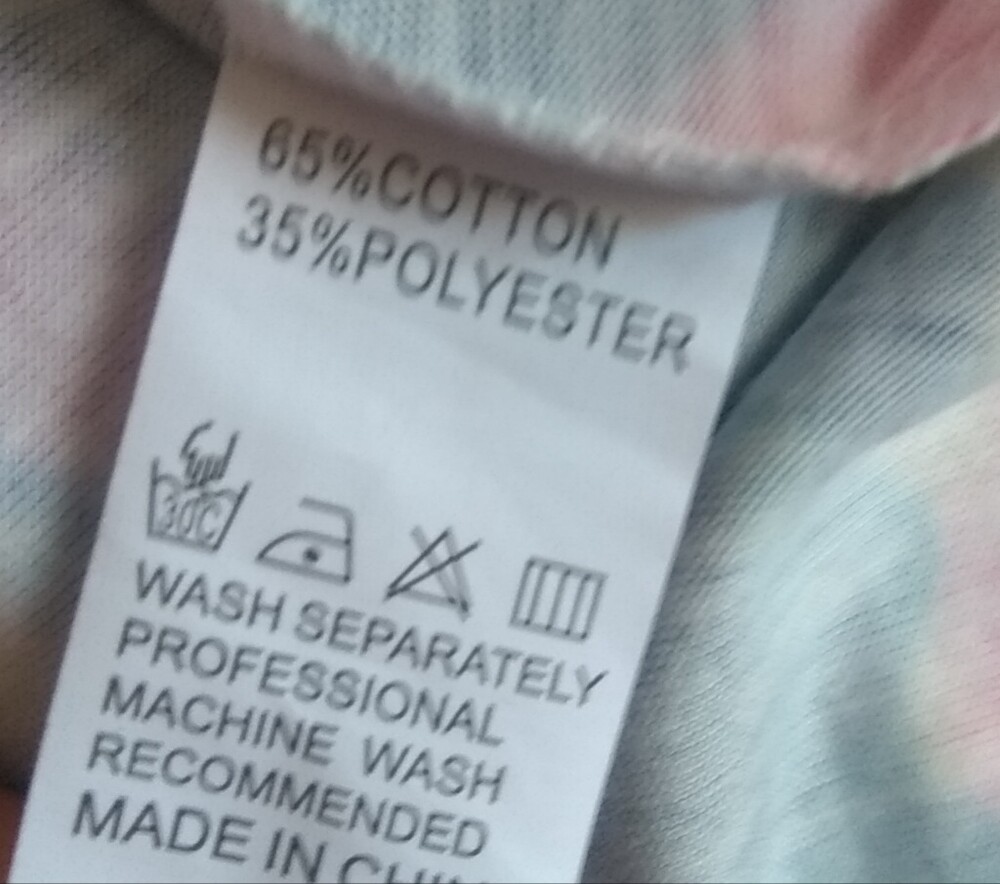 65%COTTON
35%POLYESTER
30C
WASH SEPARATELY
PROFESSIONAL
MACHINE WASH
RECOMMENDED
MADE IN